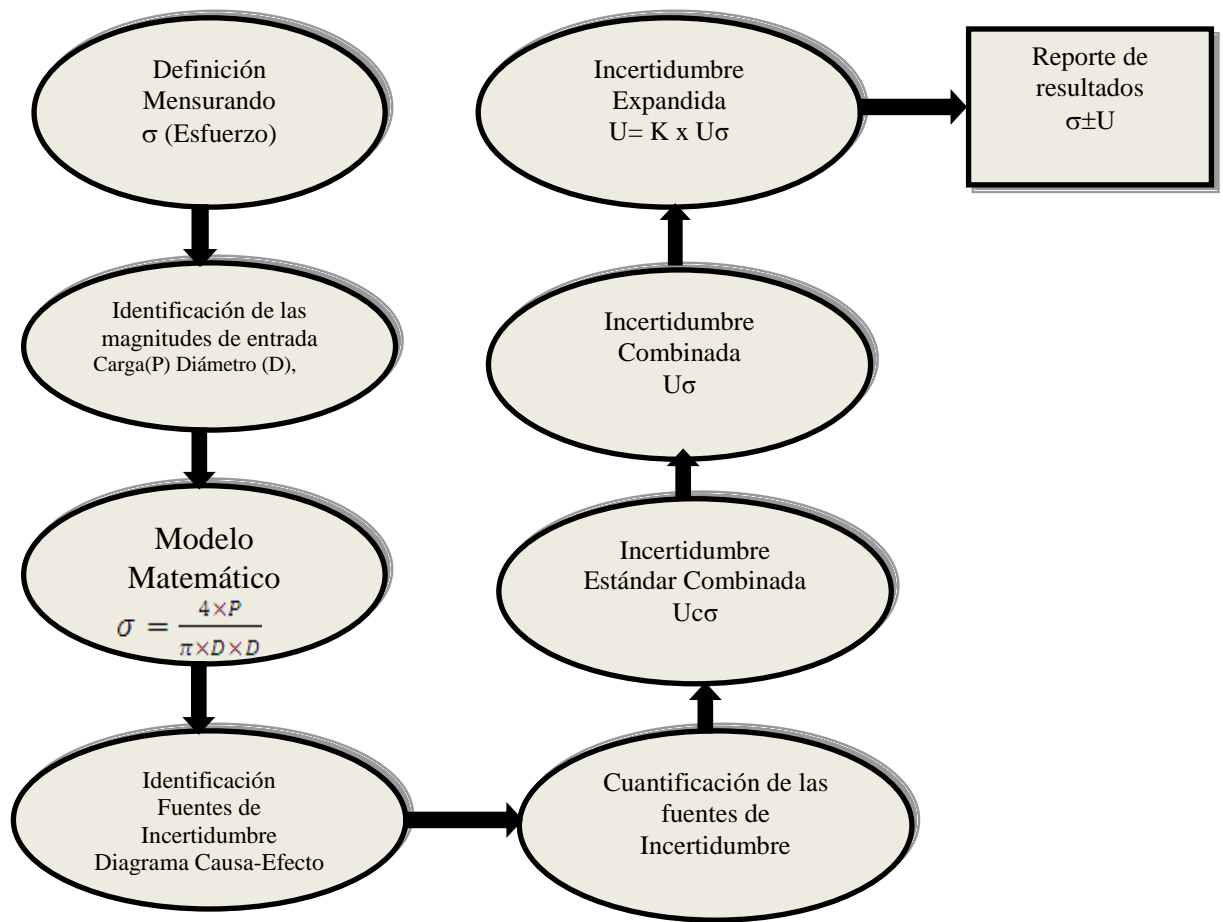 Definición
Mensurando
σ (Esfuerzo)
Identificación de las
magnitudes de entrada
Carga(P) Diámetro (D),
Modelo
Matemático
σ = 4×P / π×D×D
Identificación
Fuentes de
Incertidumbre
Diagrama Causa-Efecto
Cuantificación de las
fuentes de
Incertidumbre
Incertidumbre
Estándar Combinada
Ucσ
Incertidumbre
Combinada
Uσ
Incertidumbre
Expandida
U= K x Uσ
Reporte de
resultados
σ±U